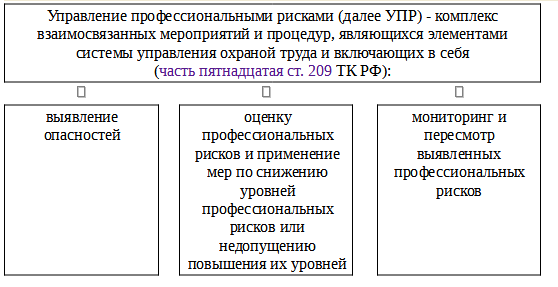 Управление профессиональными рисками (далее УПР) - комплекс
взаимосвязанных мероприятий и процедур, являющихся элементами
системы управления охраной труда и включающих в себя
(часть пятнадцатая ст. 209 ТК РФ):
выявление
опасностей
оценку
профессиональных
рисков и применение
мер по снижению
уровней
профессиональных
рисков или
недопущению
повышения их уровней
мониторинг и
пересмотр
выявленных
профессиональных
рисков